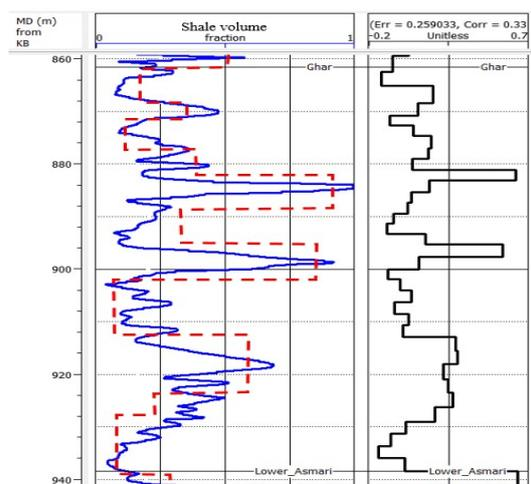 MD (m)
from
KB
Shale volume
fraction
0 1
(Err = 0.259033, Corr = 0.33
-0.2 Unitless 0.7
860
Ghar Ghar
880
900
920
Lower_Asmari Lower_Asmari
940